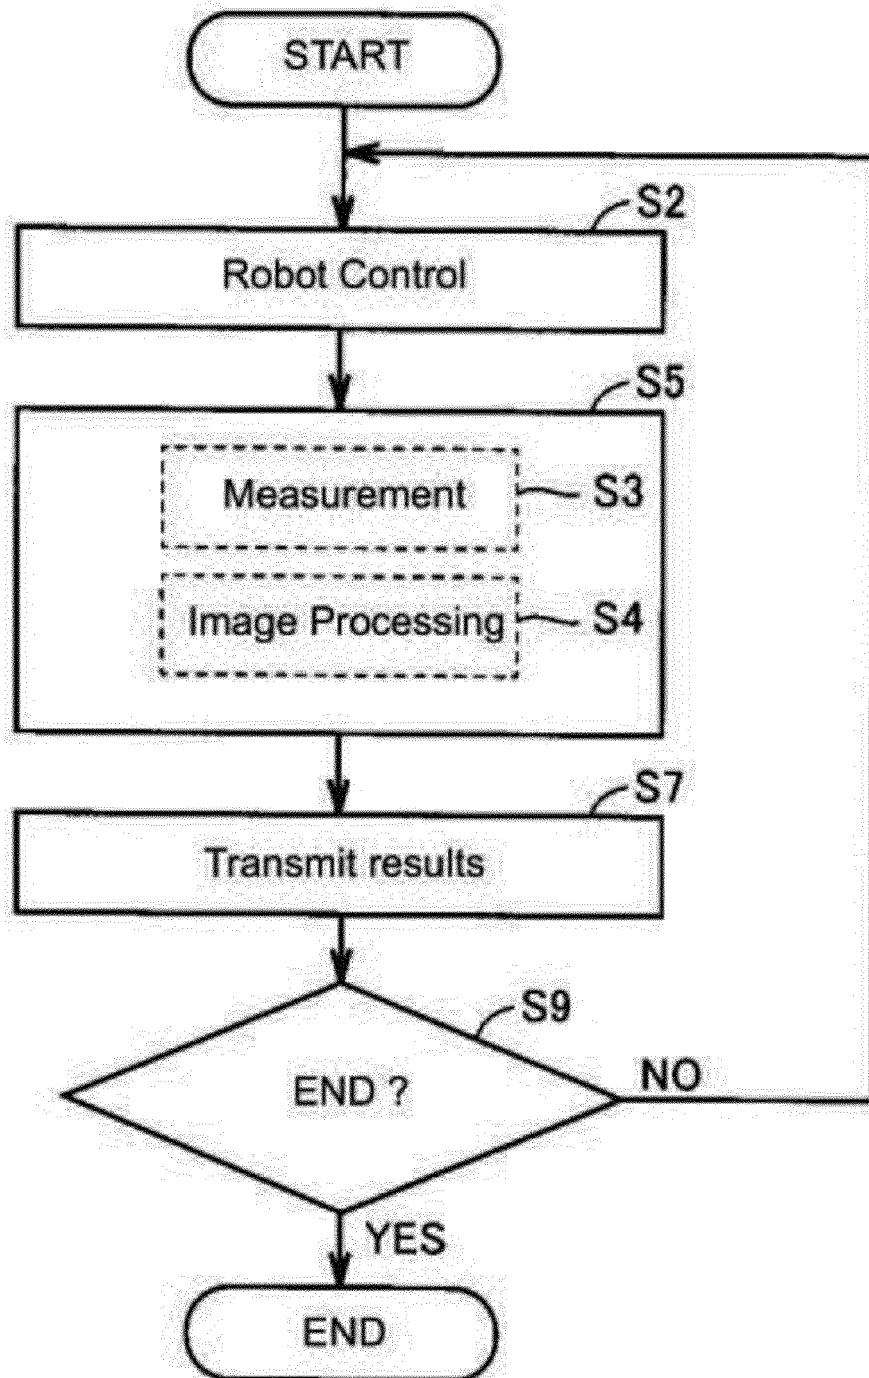 START
S2
Robot Control
S5
Measurement
S3
Image Processing
S4
S7
Transmit results
S9
END ?
NO
YES
END